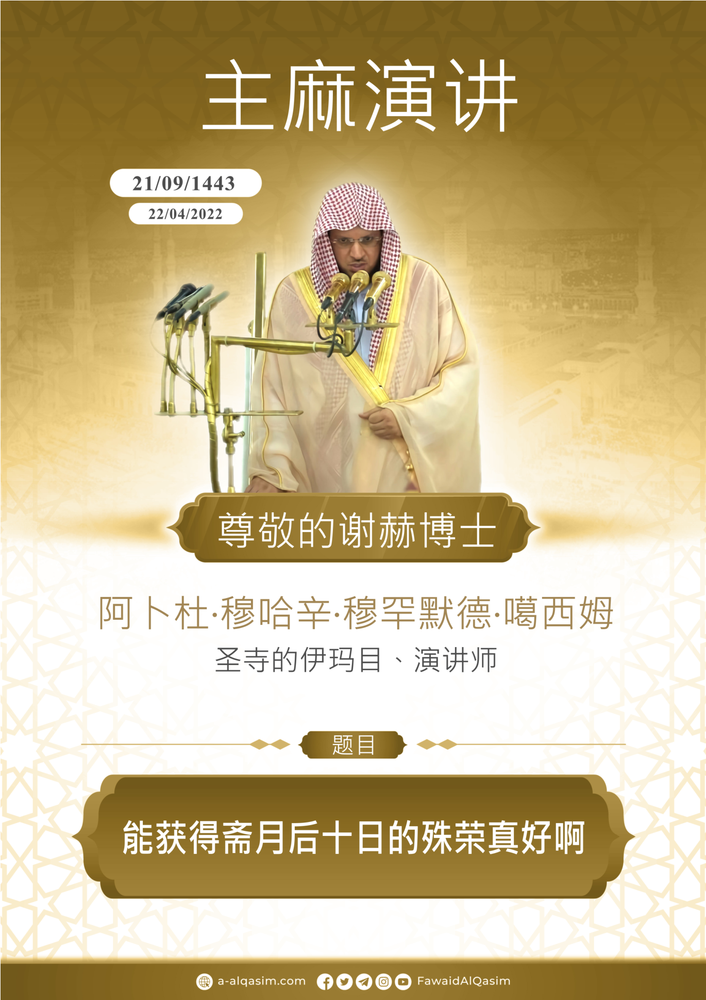 主麻演讲
21/09/1443
22/04/2022
尊敬的谢赫博士
阿卜杜·穆哈辛·穆罕默德·噶西姆
圣寺的伊玛目、演讲师
题目
能获得斋月后十日的殊荣真好啊
a-alqasim.com FawaidAlQasim